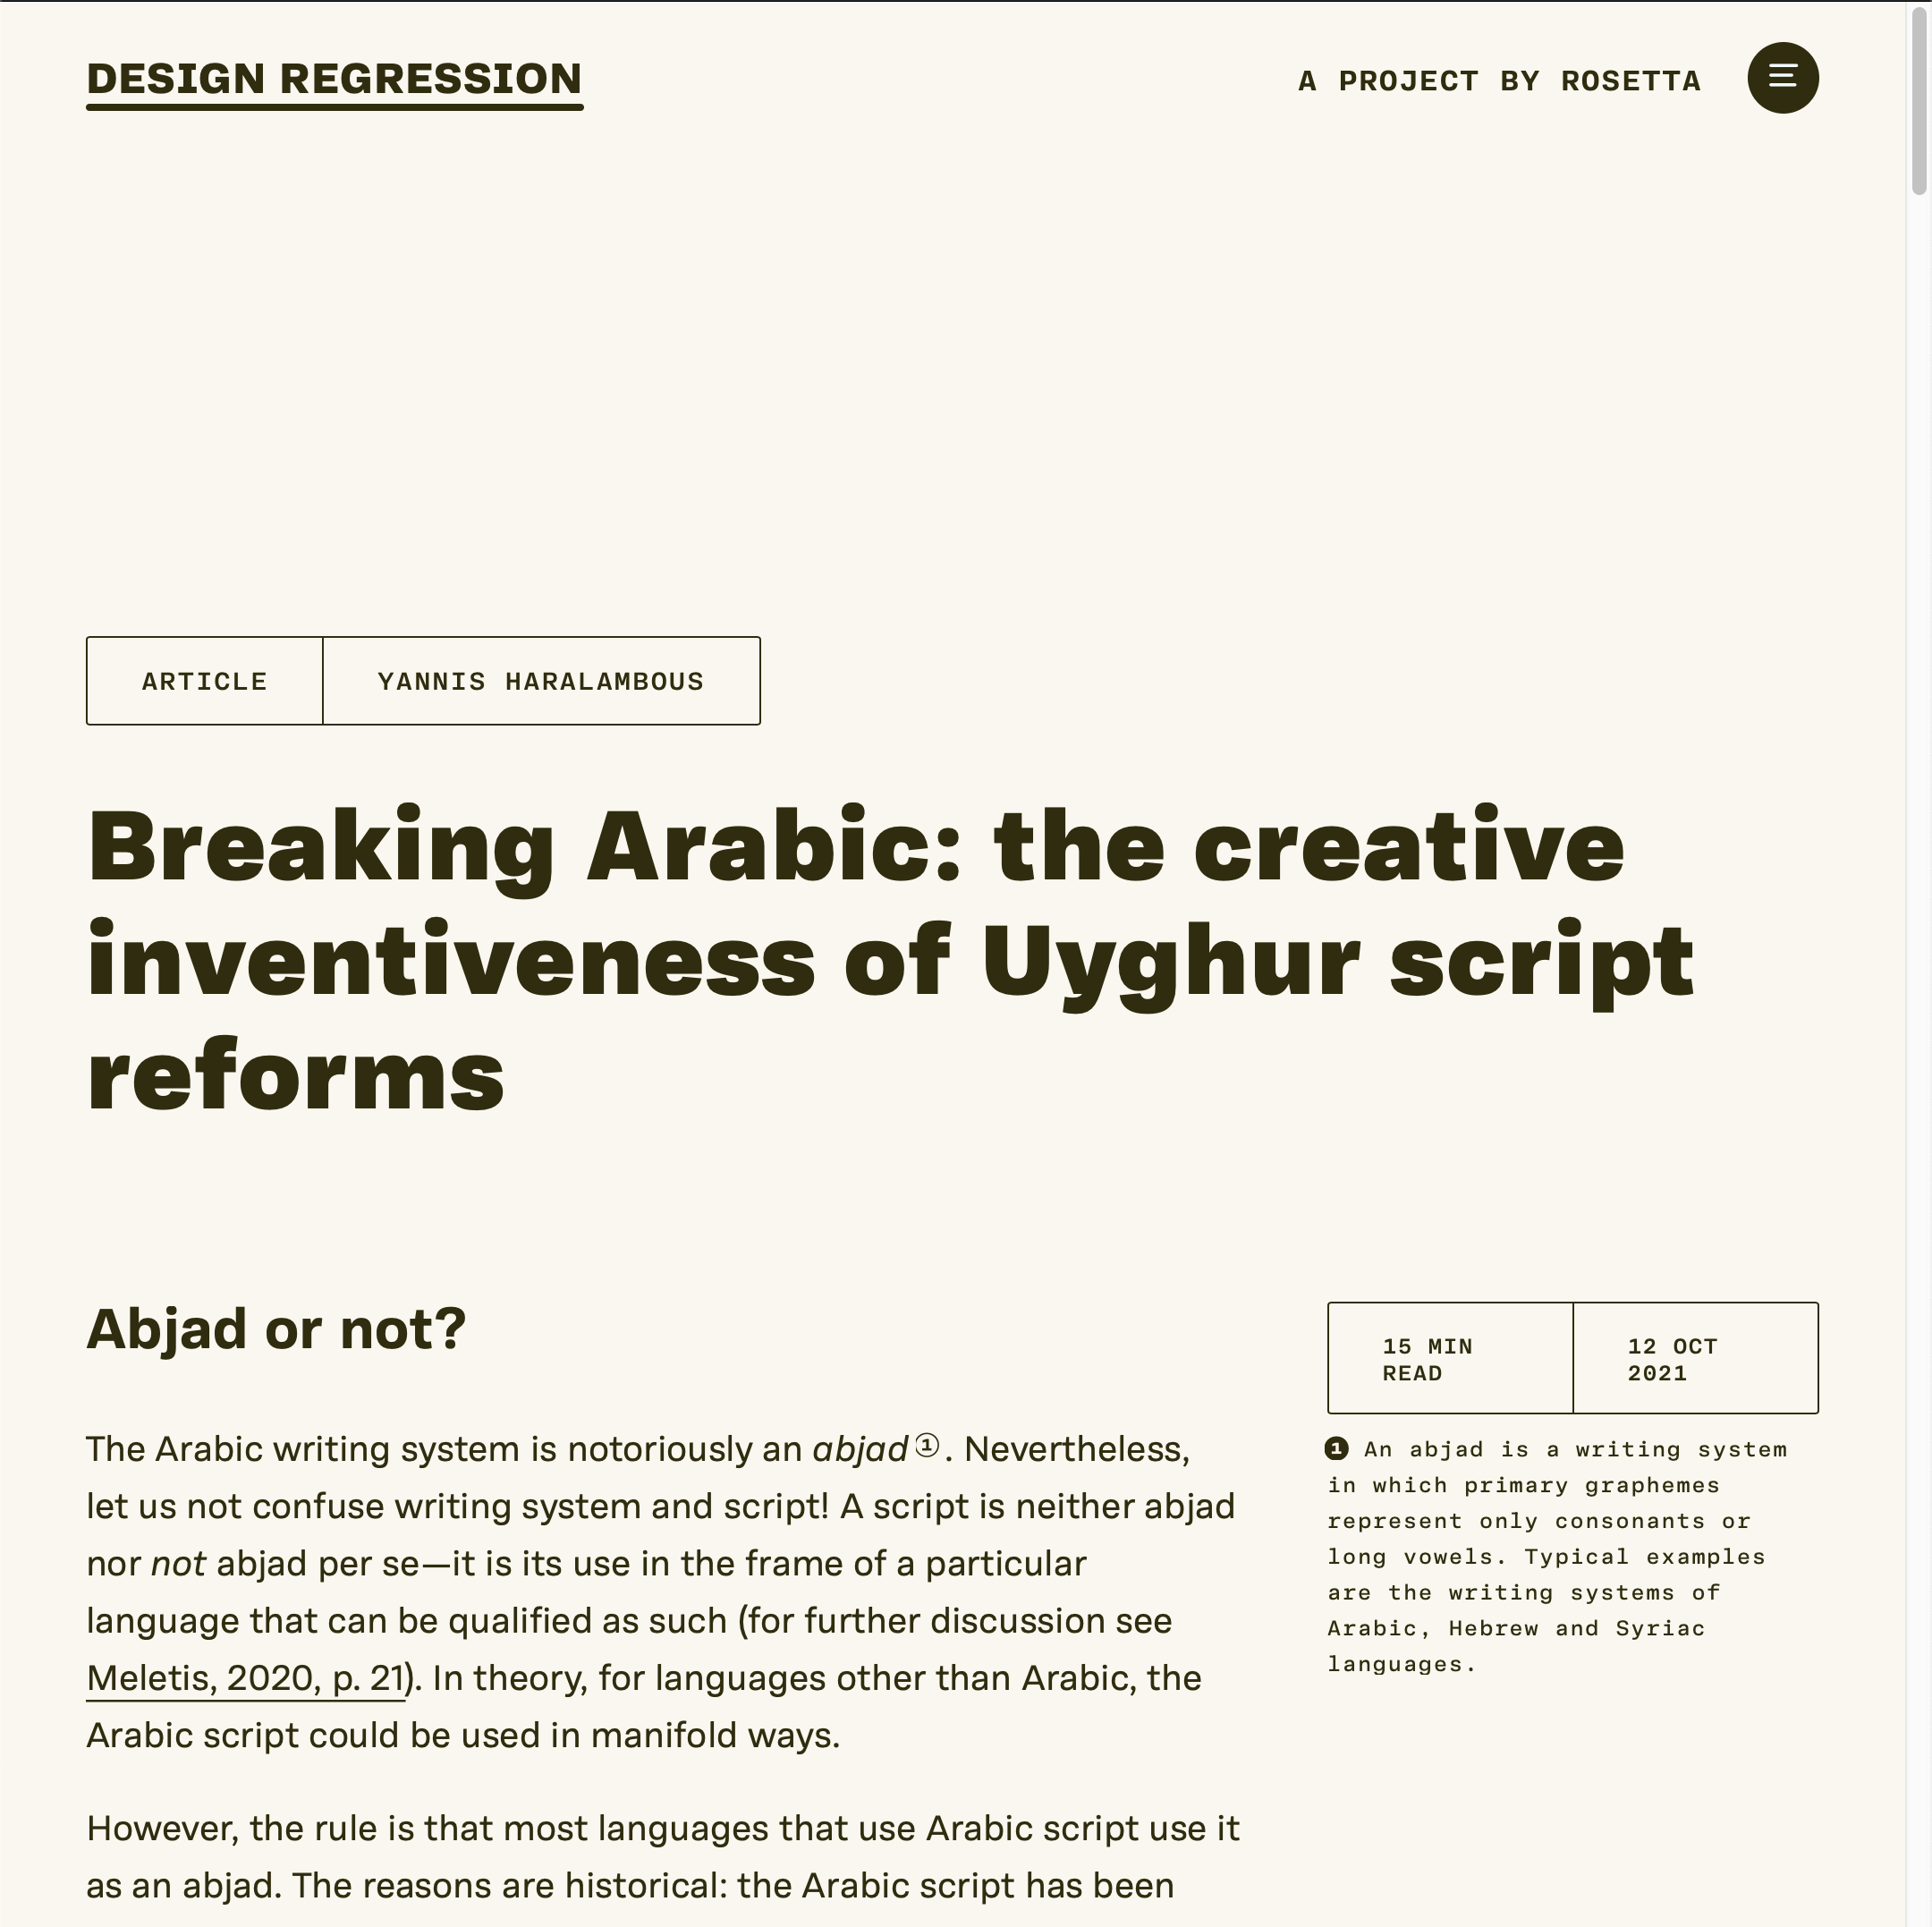 DESIGN REGRESSION
A PROJECT BY ROSETTA
ARTICLE
YANNIS HARALAMBOUS
Breaking Arabic: the creative
inventiveness of Uyghur script
reforms
Abjad or not?
15 MIN
READ
12 OCT
2021
The Arabic writing system is notoriously an abjad ①. Nevertheless,
let us not confuse writing system and script! A script is neither abjad
nor not abjad per se—it is its use in the frame of a particular
language that can be qualified as such (for further discussion see
Meletis, 2020, p. 21). In theory, for languages other than Arabic, the
Arabic script could be used in manifold ways.
❶ An abjad is a writing system
in which primary graphemes
represent only consonants or
long vowels. Typical examples
are the writing systems of
Arabic, Hebrew and Syriac
languages.
However, the rule is that most languages that use Arabic script use it
as an abjad. The reasons are historical: the Arabic script has been